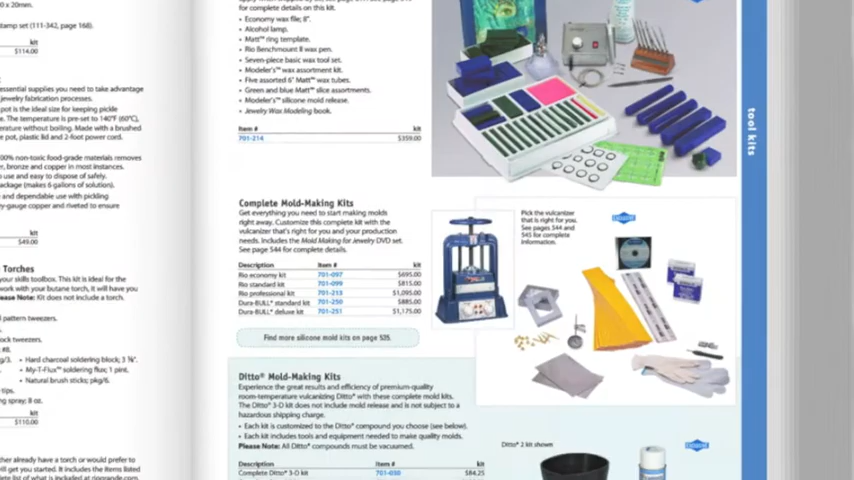 0 x 20mm.
stamp set (111-342, page 168).
kit
$114.00
essential supplies you need to take advantage
jewelry fabrication processes.
pot is the ideal size for keeping pickle
The temperature is pre-set to 140°F (60°C),
erature without boiling. Made with a brushed
e pot, plastic lid and 2-foot power cord.
00% non-toxic food-grade materials removes
er, bronze and copper in most instances.
o use and easy to dispose of safely.
ackage (makes 6 gallons of solution).
e and dependable use with pickling
y-gauge copper and riveted to ensure
kit
$49.00
Torches
your skills toolbox. This kit is ideal for the
work with your butane torch, it will have you
Please Note: Kit does not include a torch.
pattern tweezers.
ock tweezers.
#8.
g/3.
• Hard charcoal soldering block; 3 ⅛".
• My-T-Flux™ soldering flux; 1 pint.
• Natural brush sticks; pkg/6.
tips.
ng spray; 8 oz.
kit
$110.00
ther already have a torch or would prefer to
will get you started. It includes the items listed
for complete details on this kit.
• Economy wax file; 8".
• Alcohol lamp.
• Matt™ ring template.
• Rio Benchmount 8 wax pen.
• Seven-piece basic wax tool set.
• Modeler's™ wax assortment kit.
• Five assorted 6" Matt™ wax tubes.
• Green and blue Matt™ slice assortments.
• Modeler's™ silicone mold release.
• Jewelry Wax Modeling book.
Item # kit
701-214 $359.00
tool kits
Complete Mold-Making Kits
Get everything you need to start making molds
right away. Customize this complete kit with the
vulcanizer that's right for you and your production
needs. Includes the Mold Making for Jewelry DVD set.
See page 544 for complete details.
Description Item # kit
Rio economy kit 701-097 $695.00
Rio standard kit 701-099 $815.00
Rio professional kit 701-213 $1,095.00
Dura-BULL® standard kit 701-250 $885.00
Dura-BULL® deluxe kit 701-251 $1,175.00
Find more silicone mold kits on page 535.
Pick the vulcanizer
that is right for you.
See pages 544 and
545 for complete
information.
EXCLUSIVE
Ditto® Mold-Making Kits
Experience the great results and efficiency of premium-quality
room-temperature vulcanizing Ditto® with these complete mold kits.
The Ditto® 3-D kit does not include mold release and is not subject to a
hazardous shipping charge.
• Each kit is customized to the Ditto® compound you choose (see below).
• Each kit includes tools and equipment needed to make quality molds.
Please Note: All Ditto® compounds must be vacuumed.
Description Item # kit
Complete Ditto® 3-D kit 701-030 $84.25
Ditto® 2 kit shown
EXCLUSIVE